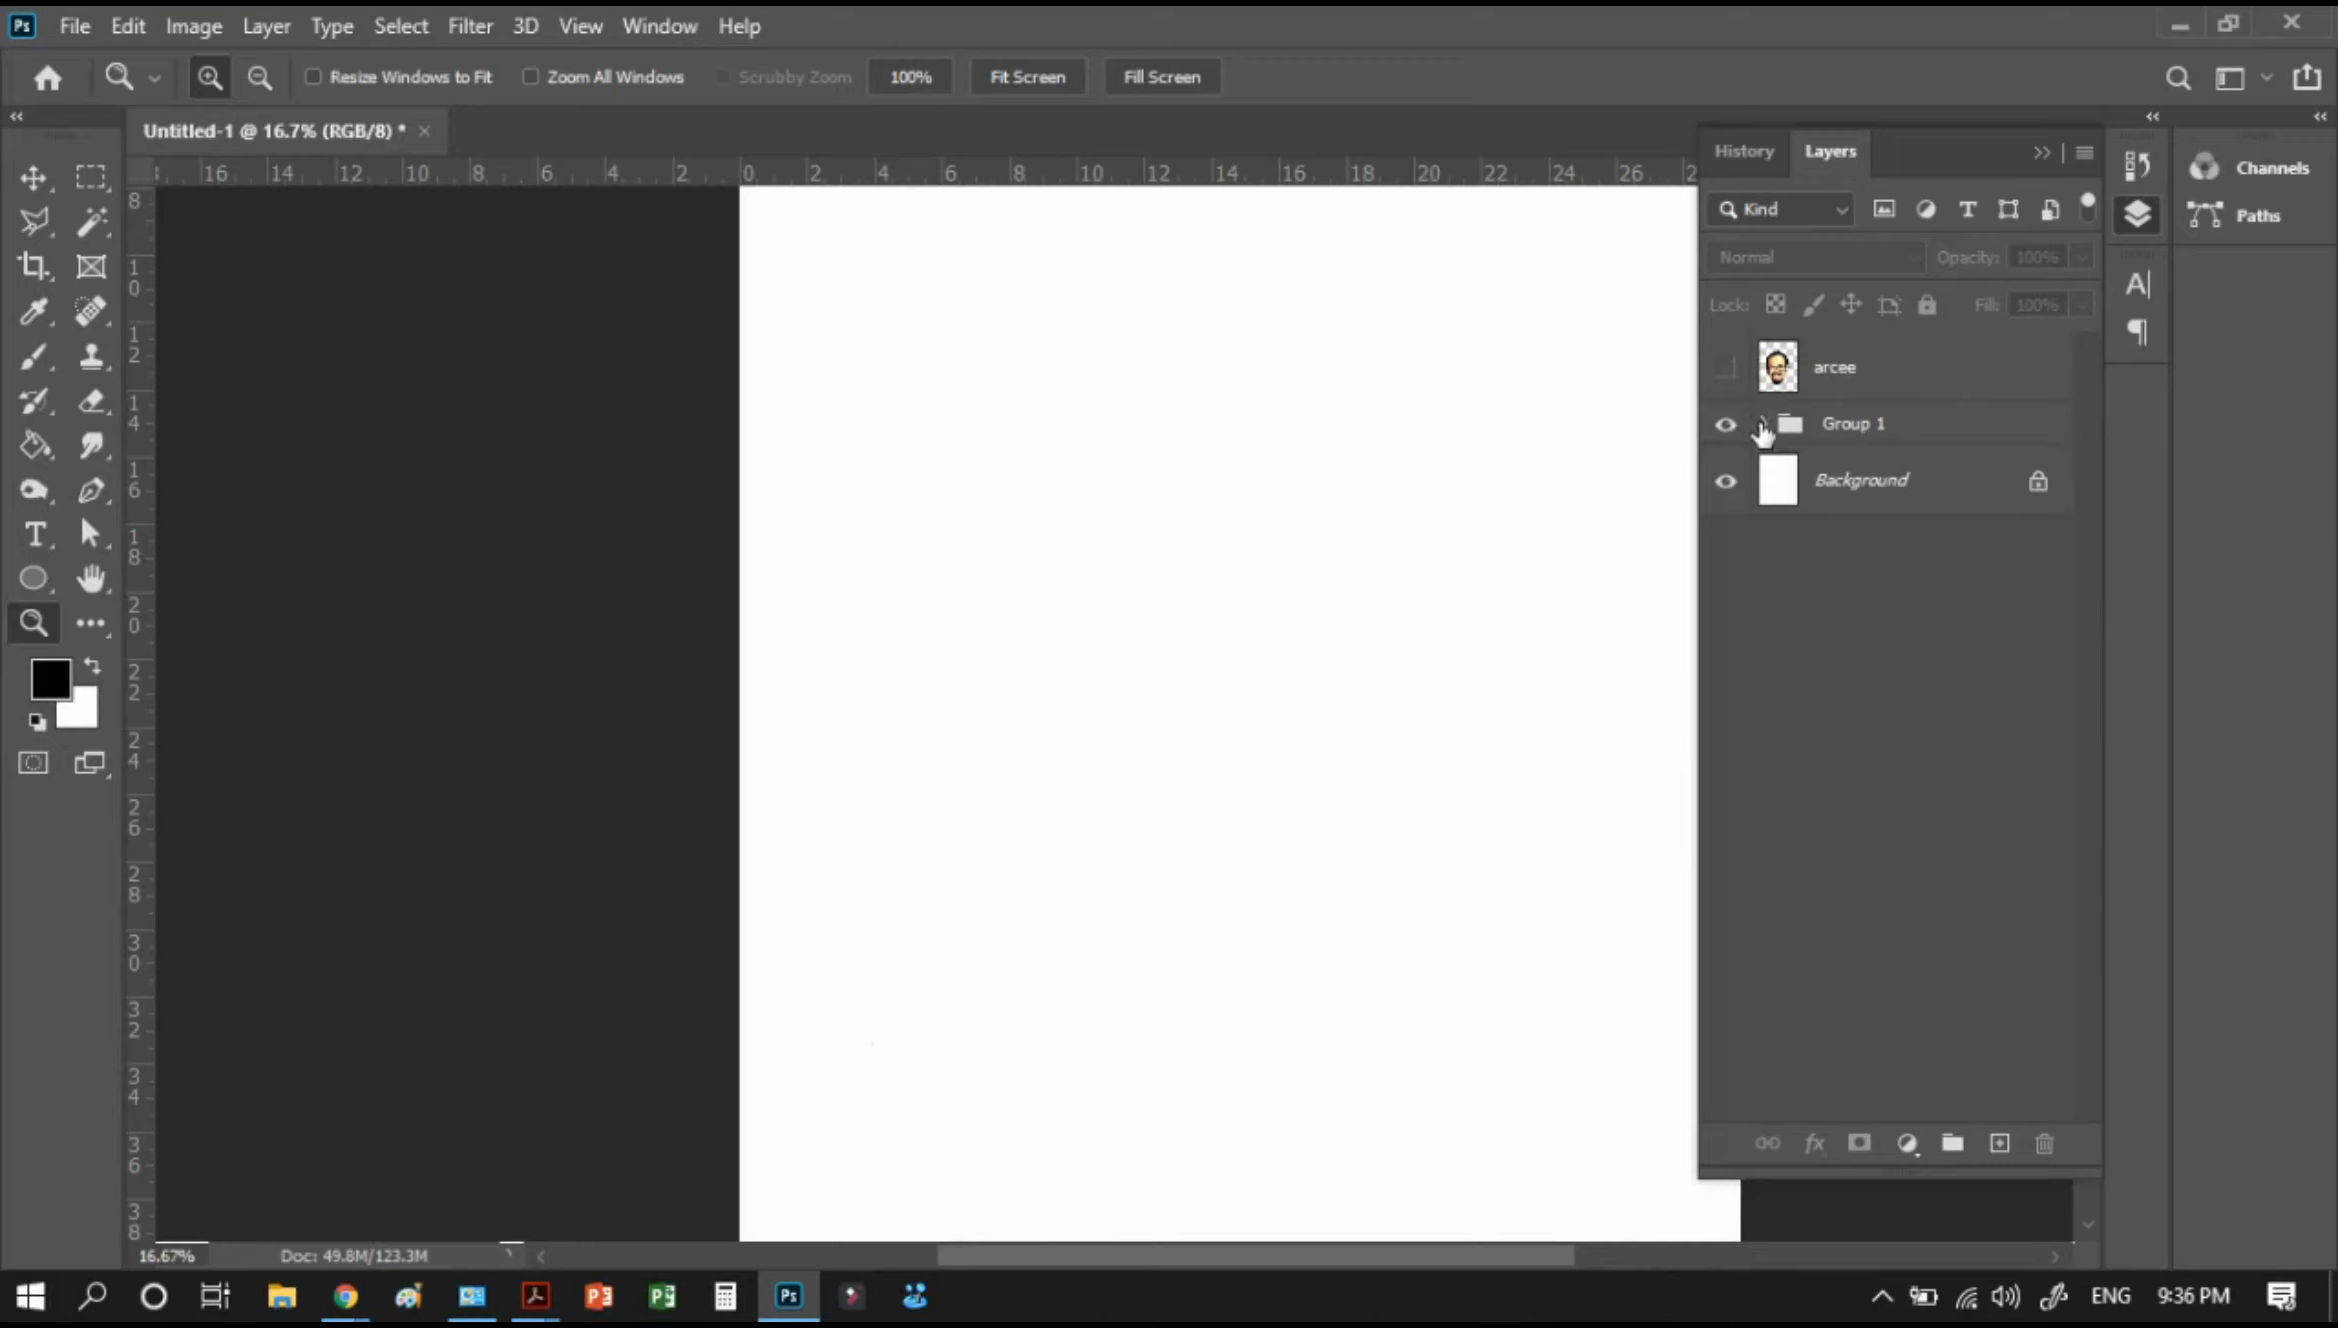 Ps File Edit Image Layer Type Select Filter 3D View Window Help
Resize Windows to Fit Zoom All Windows Scrubby Zoom 100% Fit Screen Fill Screen
Untitled-1 @ 16.7% (RGB/8) * ×
16 14 12 10 8 6 4 2 0 2 4 6 8 10 12 14 16 18 20 22 24 26 2
8
10
12
14
16
18
20
22
24
26
28
30
32
34
36
38
History Layers
Kind
Normal Opacity: 100%
Lock: Fill: 100%
arcee
Group 1
Background
fx
Channels
Paths
16.67% Doc: 49.8M/123.3M
Ps ENG 9:36 PM